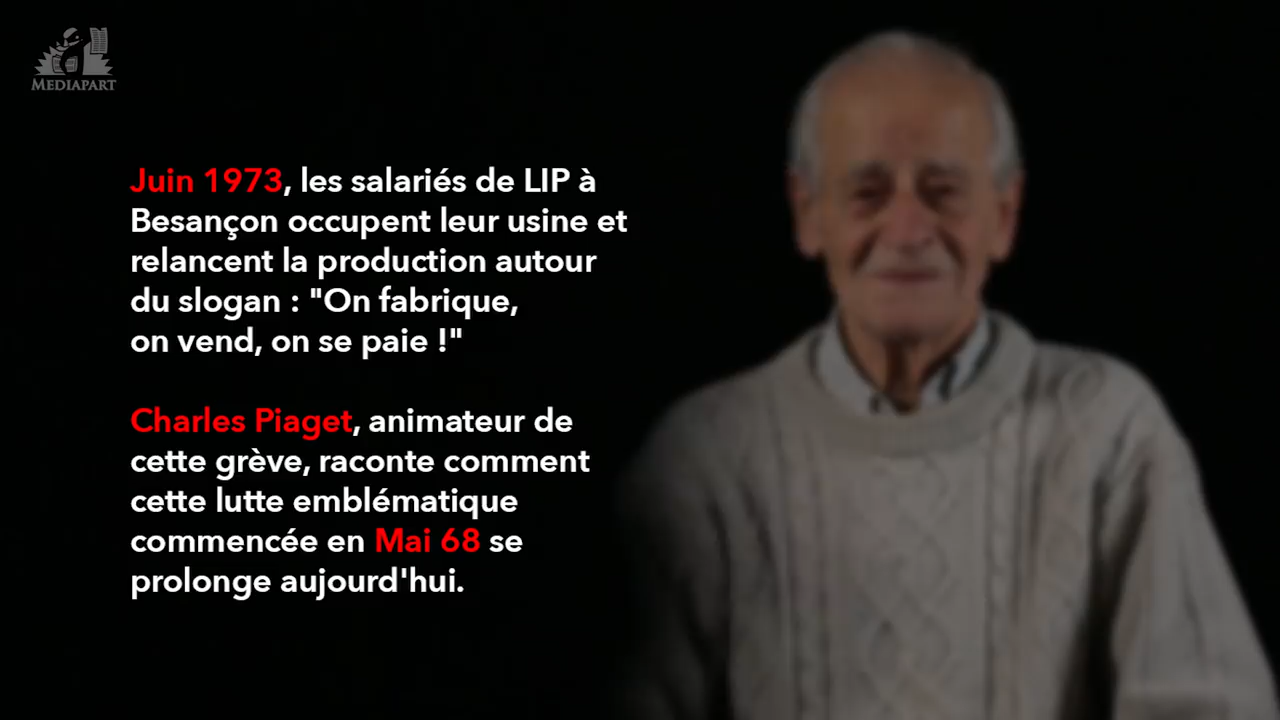 MEDIAPART
Juin 1973, les salariés de LIP à
Besançon occupent leur usine et
relancent la production autour
du slogan : "On fabrique,
on vend, on se paie !"
Charles Piaget, animateur de
cette grève, raconte comment
cette lutte emblématique
commencée en Mai 68 se
prolonge aujourd'hui.